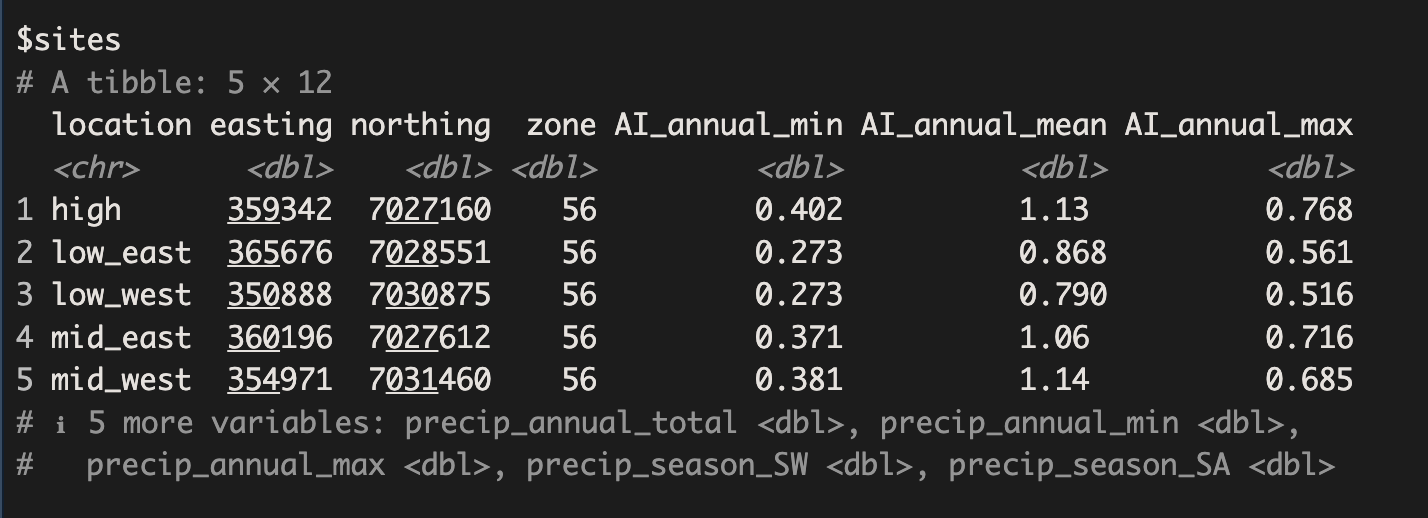 $sites
# A tibble: 5 × 12
location easting northing zone AI_annual_min AI_annual_mean AI_annual_max
<chr> <dbl> <dbl> <dbl> <dbl> <dbl> <dbl>
1 high 359342 7027160 56 0.402 1.13 0.768
2 low_east 365676 7028551 56 0.273 0.868 0.561
3 low_west 350888 7030875 56 0.273 0.790 0.516
4 mid_east 360196 7027612 56 0.371 1.06 0.716
5 mid_west 354971 7031460 56 0.381 1.14 0.685
# ℹ 5 more variables: precip_annual_total <dbl>, precip_annual_min <dbl>,
# precip_annual_max <dbl>, precip_season_SW <dbl>, precip_season_SA <dbl>